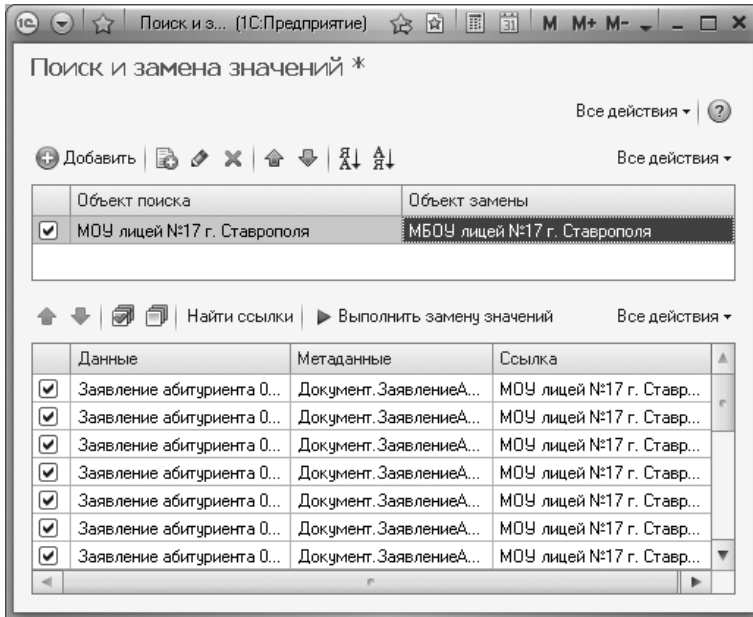 1С Поиск и з... (1С:Предприятие) 31 M M+ M-
Поиск и замена значений *
Все действия ?
Добавить Я А А Я Все действия
Объект поиска Объект замены
МОУ лицей №17 г. Ставрополя МБОУ лицей №17 г. Ставрополя
Найти ссылки Выполнить замену значений Все действия
Данные Метаданные Ссылка
Заявление абитуриента 0... Документ.ЗаявлениеА... МОУ лицей №17 г. Ставр...
Заявление абитуриента 0... Документ.ЗаявлениеА... МОУ лицей №17 г. Ставр...
Заявление абитуриента 0... Документ.ЗаявлениеА... МОУ лицей №17 г. Ставр...
Заявление абитуриента 0... Документ.ЗаявлениеА... МОУ лицей №17 г. Ставр...
Заявление абитуриента 0... Документ.ЗаявлениеА... МОУ лицей №17 г. Ставр...
Заявление абитуриента 0... Документ.ЗаявлениеА... МОУ лицей №17 г. Ставр...
Заявление абитуриента 0... Документ.ЗаявлениеА... МОУ лицей №17 г. Ставр...